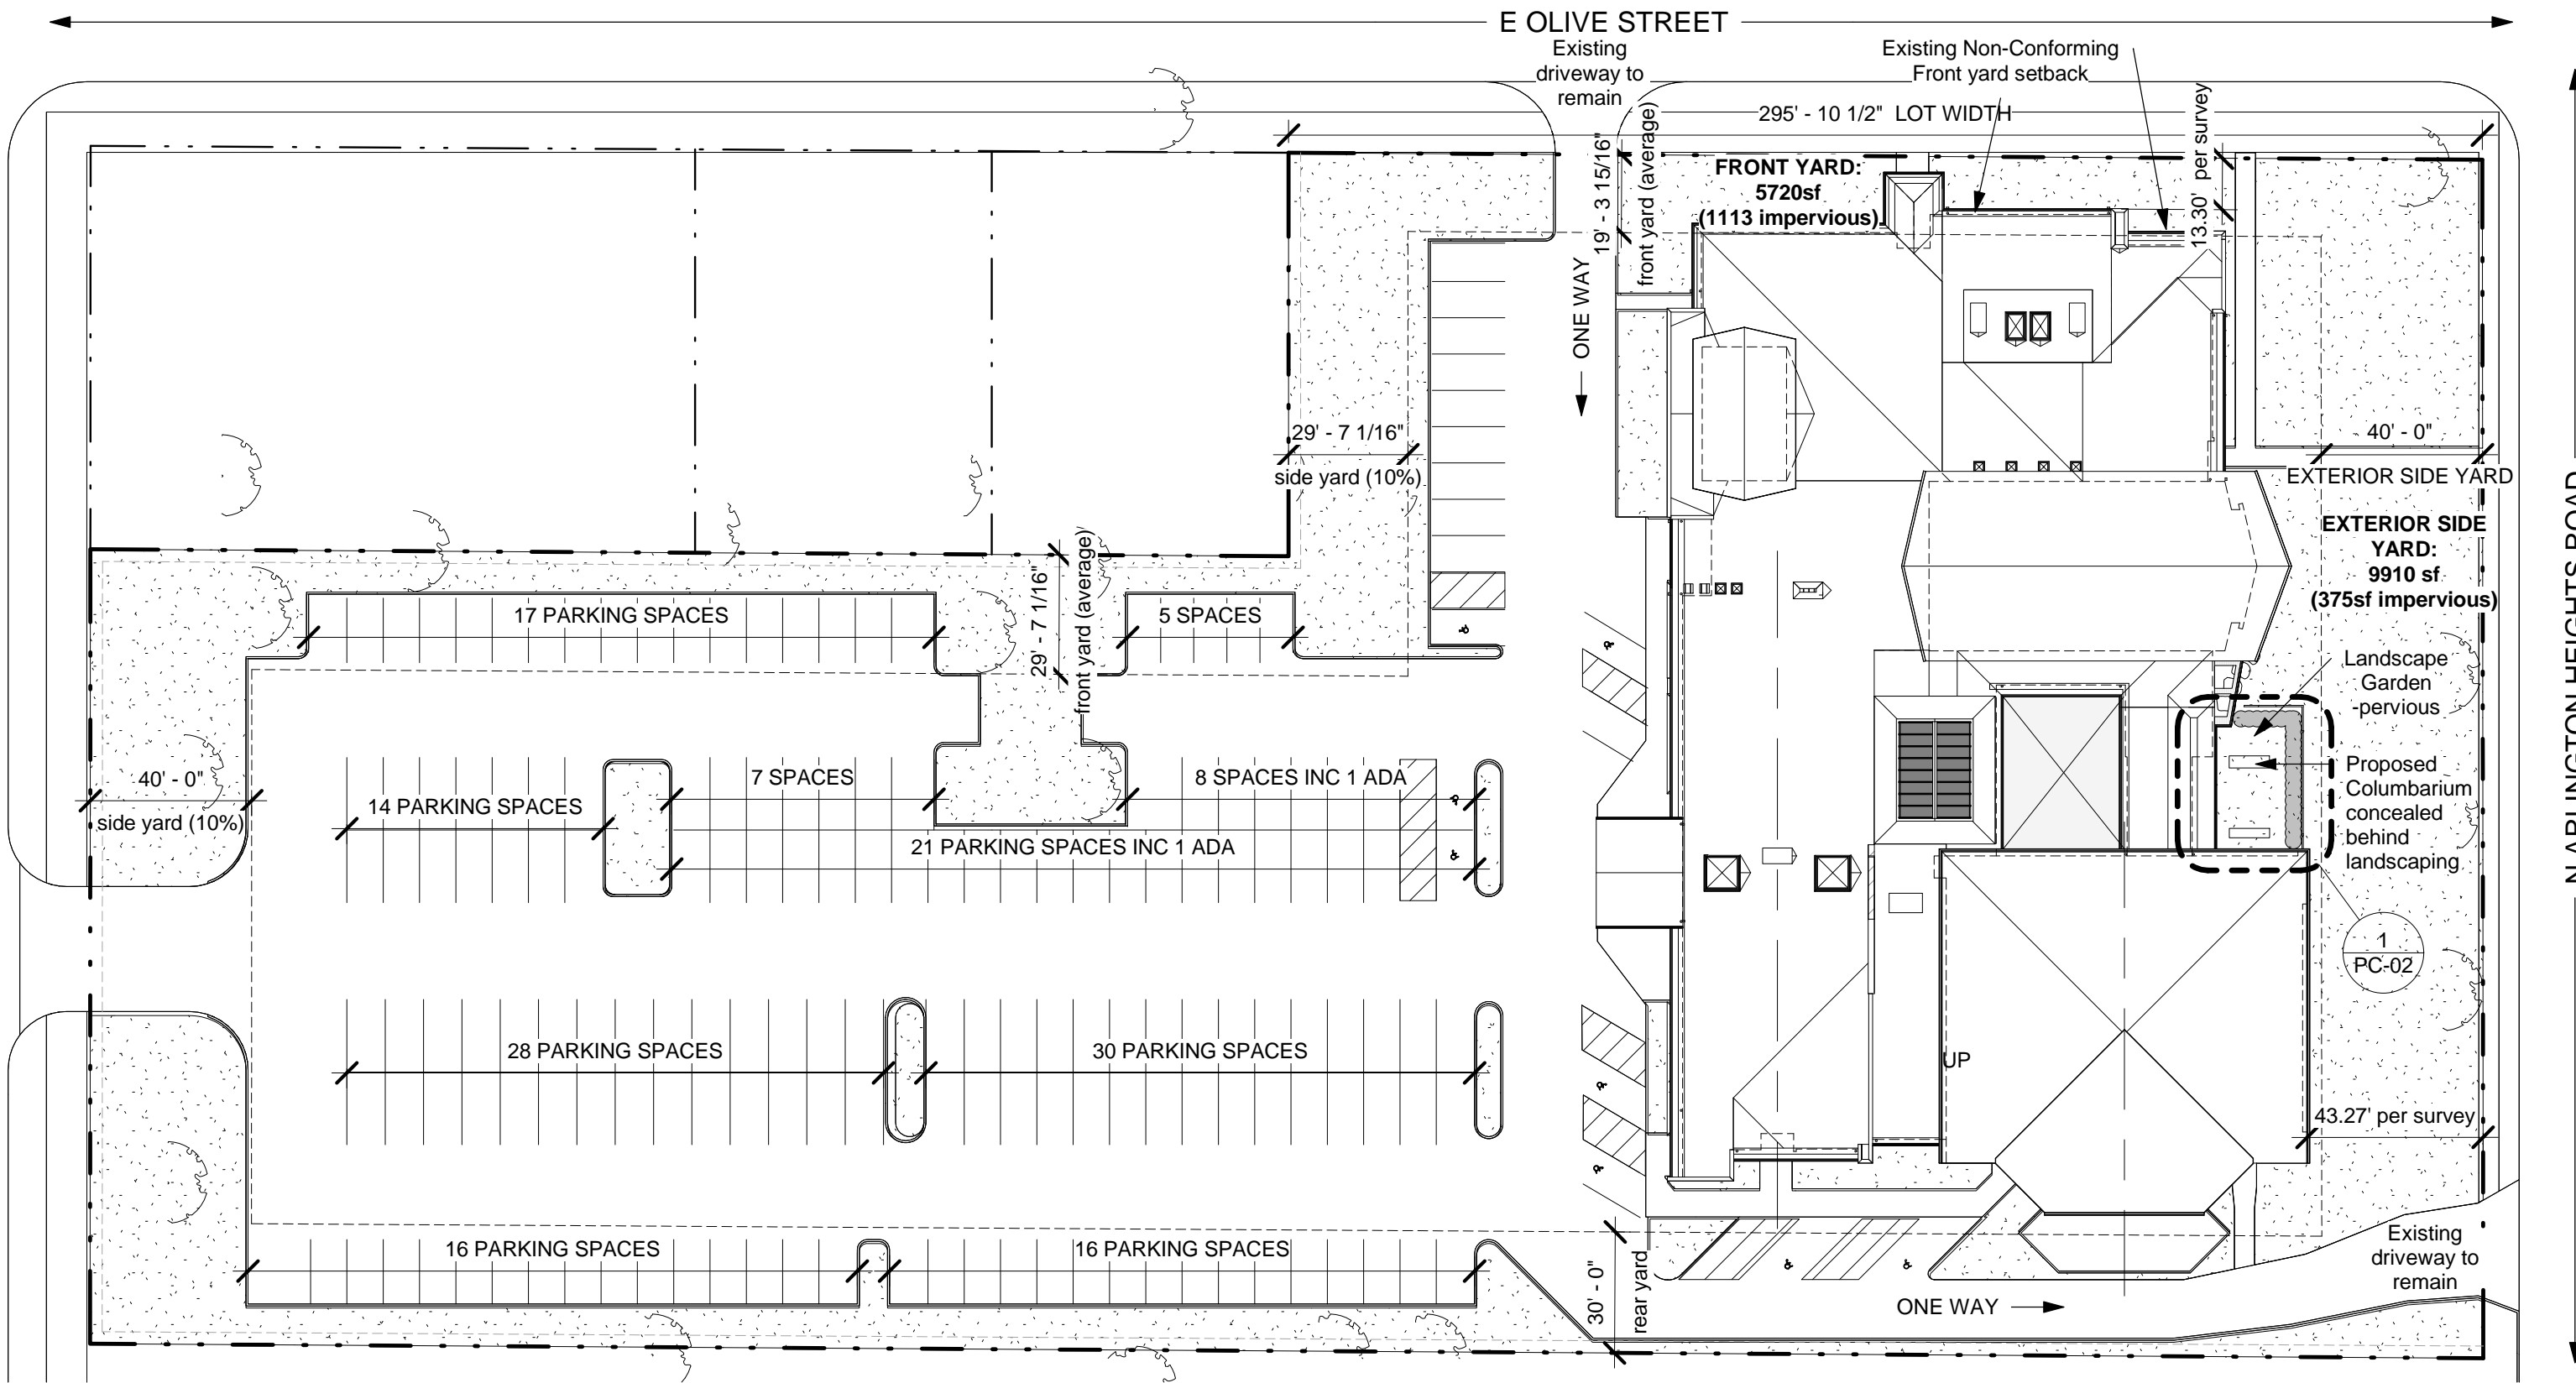 E OLIVE STREET
Existing
driveway to
remain
Existing Non-Conforming
Front yard setback
295' - 10 1/2" LOT WIDTH
19' - 3 15/16"
front yard (average)
FRONT YARD:
5720sf
(1113 impervious)
13.30' per survey
ONE WAY
29' - 7 1/16"
side yard (10%)
40' - 0"
EXTERIOR SIDE YARD
EXTERIOR SIDE
YARD:
9910 sf
(375sf impervious)
N ARLINGTON HEIGHTS ROAD
29' - 7 1/16"
front yard (average)
17 PARKING SPACES
5 SPACES
Landscape
Garden
-pervious
Proposed
Columbarium
concealed
behind
landscaping
40' - 0"
side yard (10%)
14 PARKING SPACES
7 SPACES
8 SPACES INC 1 ADA
21 PARKING SPACES INC 1 ADA
1
PC-02
28 PARKING SPACES
30 PARKING SPACES
UP
43.27' per survey
16 PARKING SPACES
16 PARKING SPACES
30' - 0"
rear yard
ONE WAY
Existing
driveway to
remain